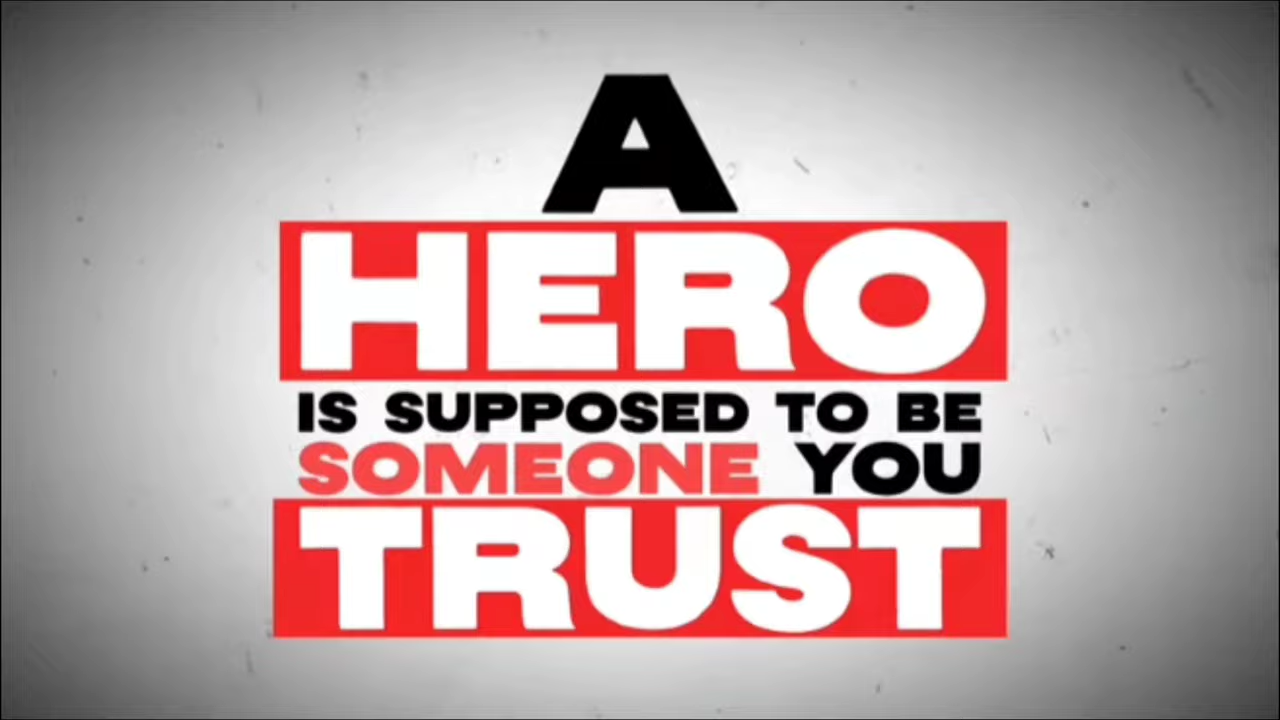 A
HERO
IS SUPPOSED TO BE
SOMEONE YOU
TRUST